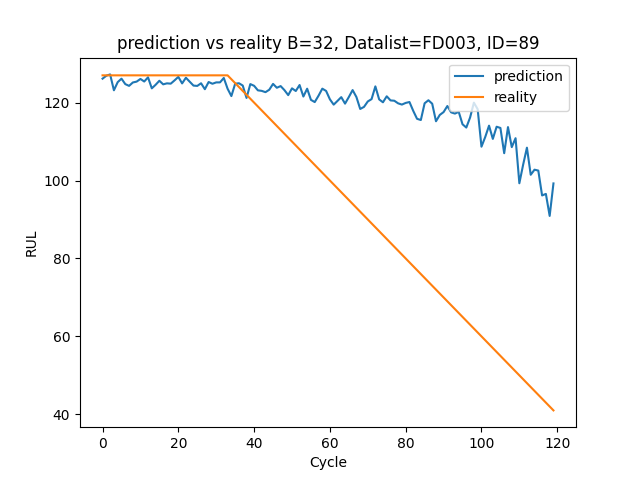 prediction vs reality B=32, Datalist=FD003, ID=89
prediction
reality
RUL
120
100
80
60
40
0 20 40 60 80 100 120
Cycle